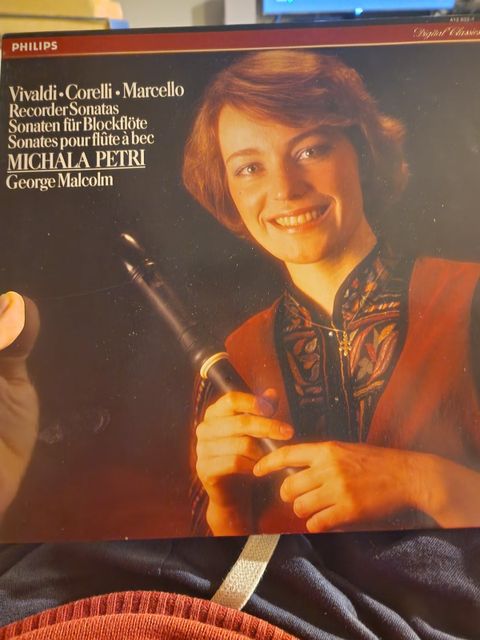 PHILIPS
Digital Classics
Vivaldi • Corelli • Marcello
Recorder Sonatas
Sonaten für Blockflöte
Sonates pour flûte à bec
MICHALA PETRI
George Malcolm